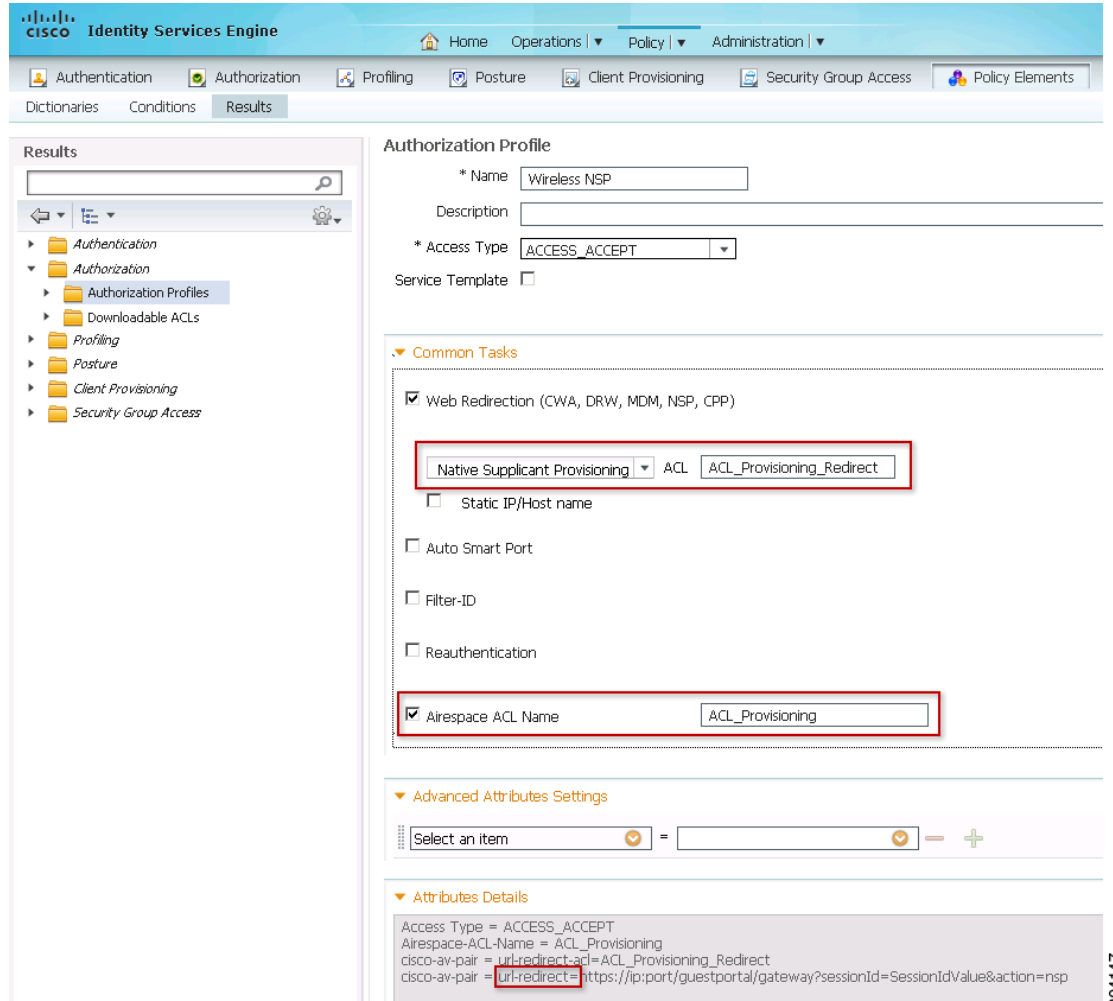 cisco Identity Services Engine
Home Operations | ▼ Policy | ▼ Administration | ▼
Authentication Authorization Profiling Posture Client Provisioning Security Group Access Policy Elements
Dictionaries Conditions Results
Results
Authentication
Authorization
Authorization Profiles
Downloadable ACLs
Profiling
Posture
Client Provisioning
Security Group Access
Authorization Profile
* Name Wireless NSP
Description
* Access Type ACCESS_ACCEPT
Service Template
Common Tasks
Web Redirection (CWA, DRW, MDM, NSP, CPP)
Native Supplicant Provisioning ACL ACL_Provisioning_Redirect
Static IP/Host name
Auto Smart Port
Filter-ID
Reauthentication
Airespace ACL Name ACL_Provisioning
Advanced Attributes Settings
Select an item =
Attributes Details
Access Type = ACCESS_ACCEPT
Airespace-ACL-Name = ACL_Provisioning
cisco-av-pair = url-redirect-acl=ACL_Provisioning_Redirect
cisco-av-pair = url-redirect=https://ip:port/guestportal/gateway?sessionId=SessionIdValue&action=nsp